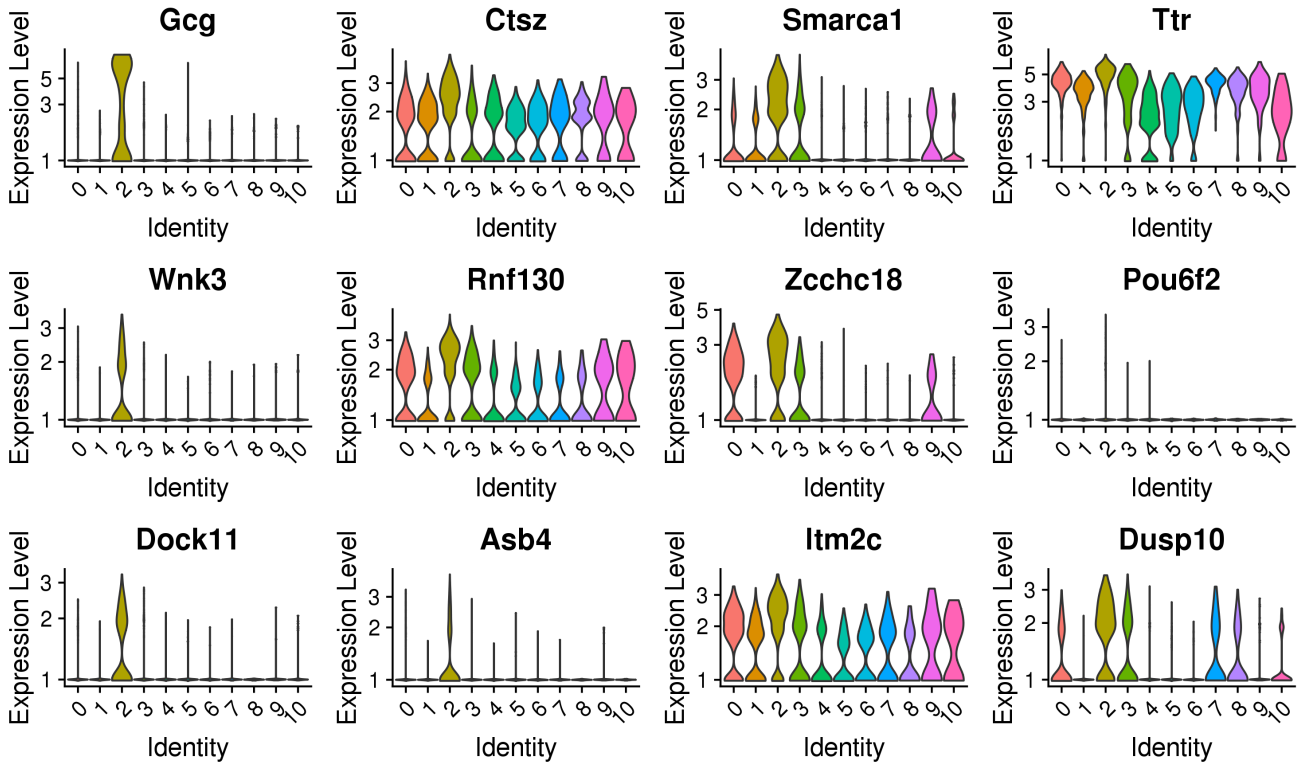 Gcg Ctsz Smarca1 Ttr
Expression Level Expression Level Expression Level Expression Level
5 3 3 5
3 2 2 3
1 1 1 1
0 1 2 3 4 5 6 7 8 9 10 0 1 2 3 4 5 6 7 8 9 10 0 1 2 3 4 5 6 7 8 9 10 0 1 2 3 4 5 6 7 8 9 10
Identity Identity Identity Identity
Wnk3 Rnf130 Zcchc18 Pou6f2
Expression Level Expression Level Expression Level Expression Level
3 3 5 3
2 2 3 2
1 1 1 1
0 1 2 3 4 5 6 7 8 9 10 0 1 2 3 4 5 6 7 8 9 10 0 1 2 3 4 5 6 7 8 9 10 0 1 2 3 4 5 6 7 8 9 10
Identity Identity Identity Identity
Dock11 Asb4 Itm2c Dusp10
Expression Level Expression Level Expression Level Expression Level
3 3 3 3
2 2 2 2
1 1 1 1
0 1 2 3 4 5 6 7 8 9 10 0 1 2 3 4 5 6 7 8 9 10 0 1 2 3 4 5 6 7 8 9 10 0 1 2 3 4 5 6 7 8 9 10
Identity Identity Identity Identity